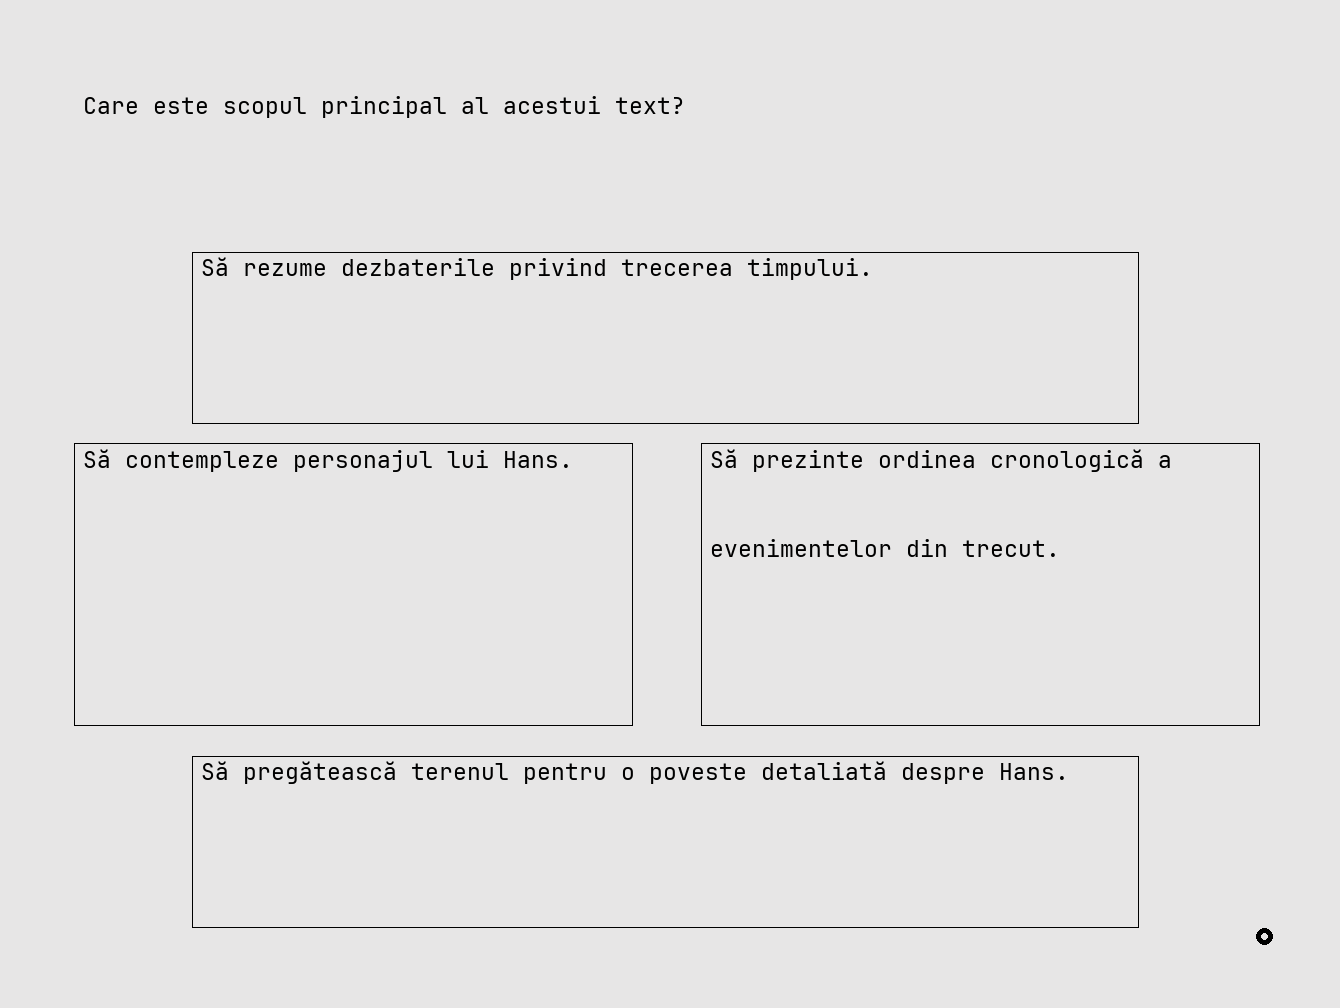 Care este scopul principal al acestui text?
Să rezume dezbaterile privind trecerea timpului.
Să contempleze personajul lui Hans.
Să prezinte ordinea cronologică a
evenimentelor din trecut.
Să pregătească terenul pentru o poveste detaliată despre Hans.